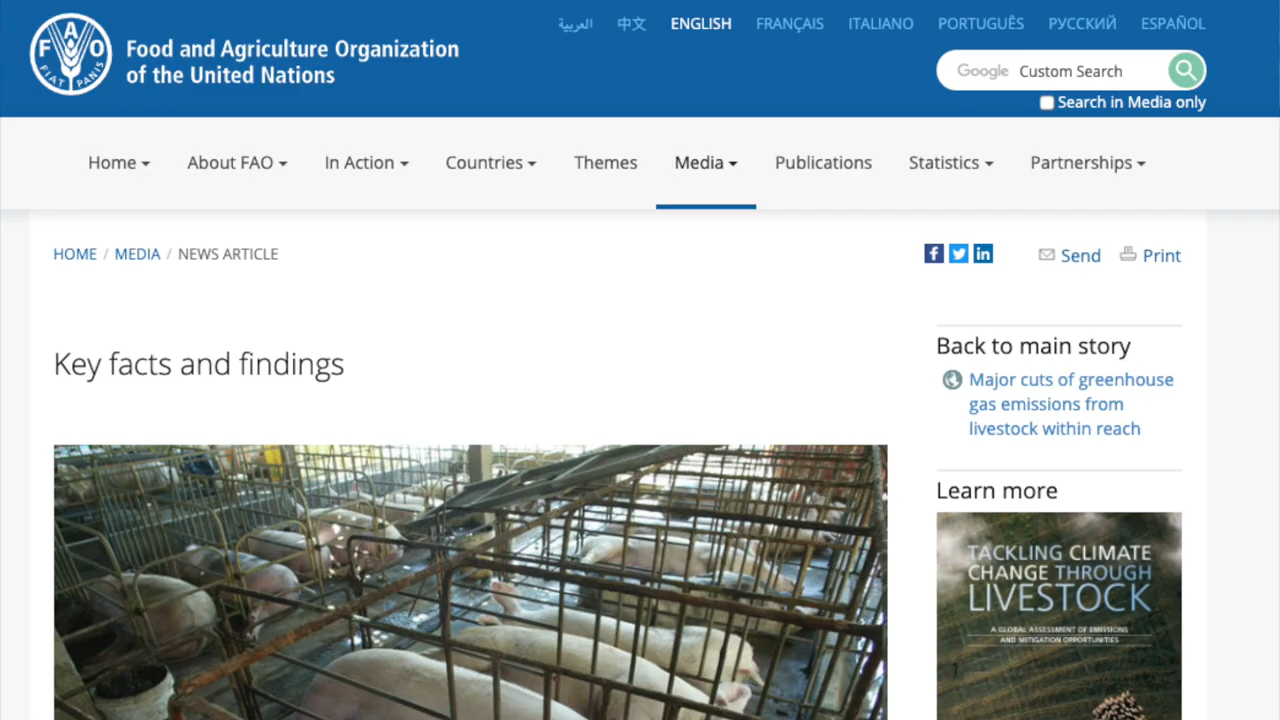 العربية 中文 ENGLISH FRANÇAIS ITALIANO PORTUGUÊS РУССКИЙ ESPAÑOL
F A O
FIAT PANIS
Food and Agriculture Organization
of the United Nations
Google Custom Search
Search in Media only
Home About FAO In Action Countries Themes Media Publications Statistics Partnerships
HOME / MEDIA / NEWS ARTICLE
f in Send Print
Key facts and findings
Back to main story
Major cuts of greenhouse
gas emissions from
livestock within reach
Learn more
TACKLING CLIMATE
CHANGE THROUGH
LIVESTOCK
A GLOBAL ASSESSMENT OF EMISSIONS
AND MITIGATION OPPORTUNITIES